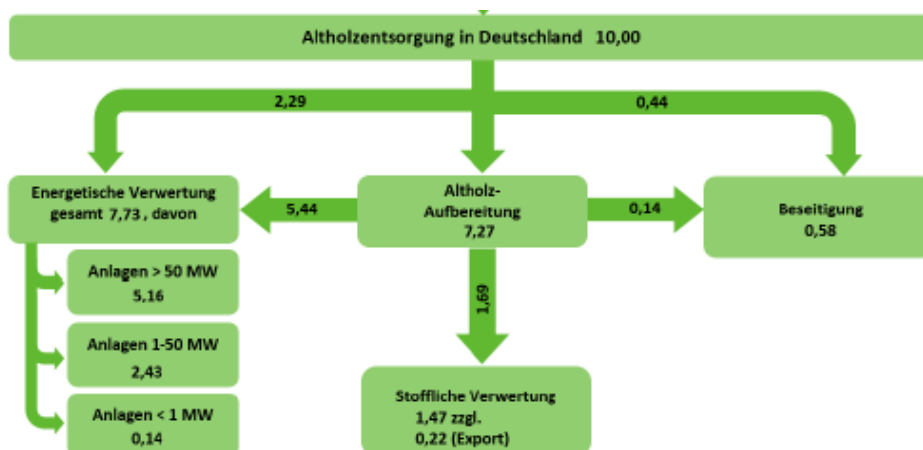 Altholzentsorgung in Deutschland 10,00
2,29
0,44
Energetische Verwertung
gesamt 7,73 , davon
5,44
Altholz-
Aufbereitung
7,27
0,14
Beseitigung
0,58
Anlagen > 50 MW
5,16
1,69
Anlagen 1-50 MW
2,43
Stoffliche Verwertung
1,47 zzgl.
0,22 (Export)
Anlagen < 1 MW
0,14